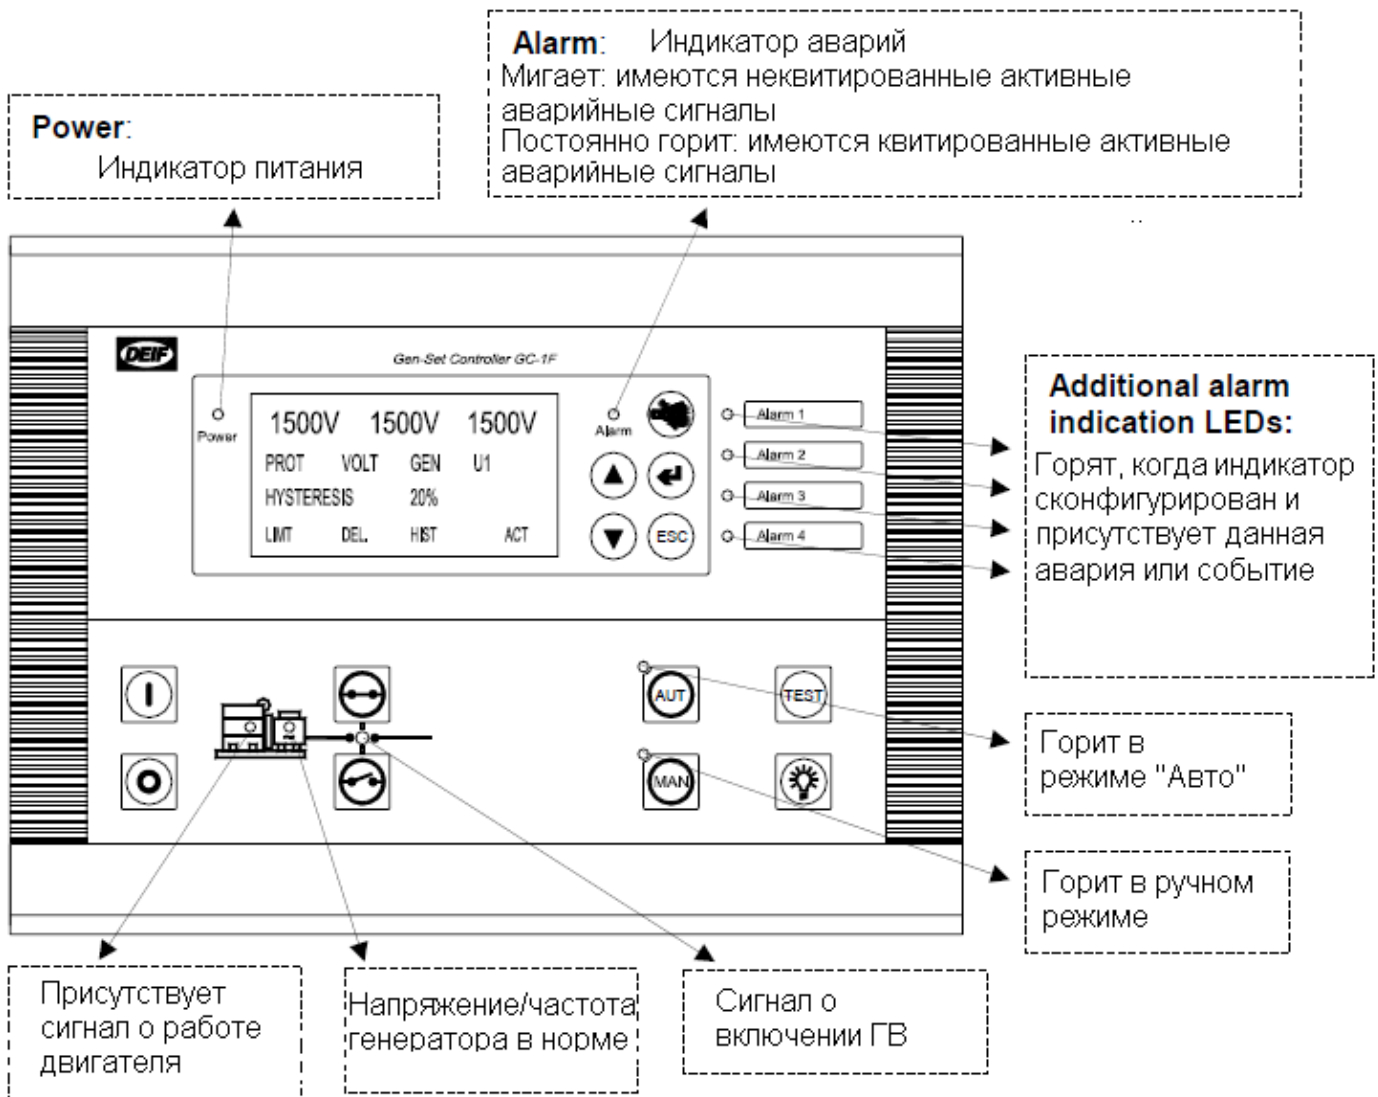 Alarm: Индикатор аварий
Мигает: имеются неквитированные активные
аварийные сигналы
Постоянно горит: имеются квитированные активные
аварийные сигналы
Power:
Индикатор питания
DEIF
Gen-Set Controller GC-1F
Power
1500V 1500V 1500V
PROT VOLT GEN U1
HYSTERESIS 20%
LIMT DEL. HIST ACT
Alarm
ESC
Alarm 1
Alarm 2
Alarm 3
Alarm 4
Additional alarm
indication LEDs:
Горят, когда индикатор
сконфигурирован и
присутствует данная
авария или событие
AUT
TEST
MAN
Горит в
режиме "Авто"
Горит в ручном
режиме
Присутствует
сигнал о работе
двигателя
Напряжение/частота
генератора в норме
Сигнал о
включении ГВ